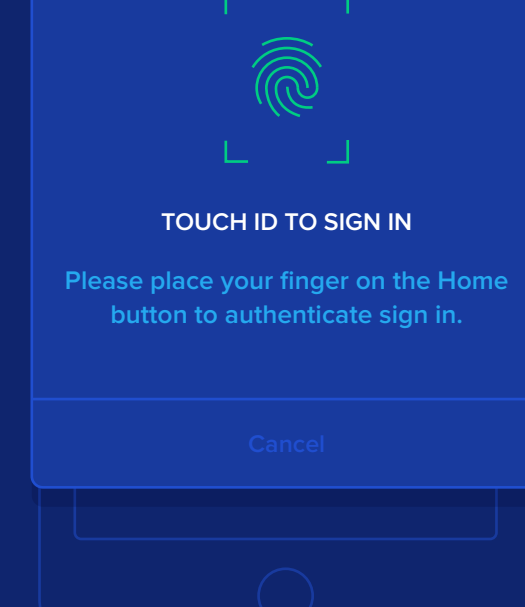 TOUCH ID TO SIGN IN
Please place your finger on the Home
button to authenticate sign in.
Cancel